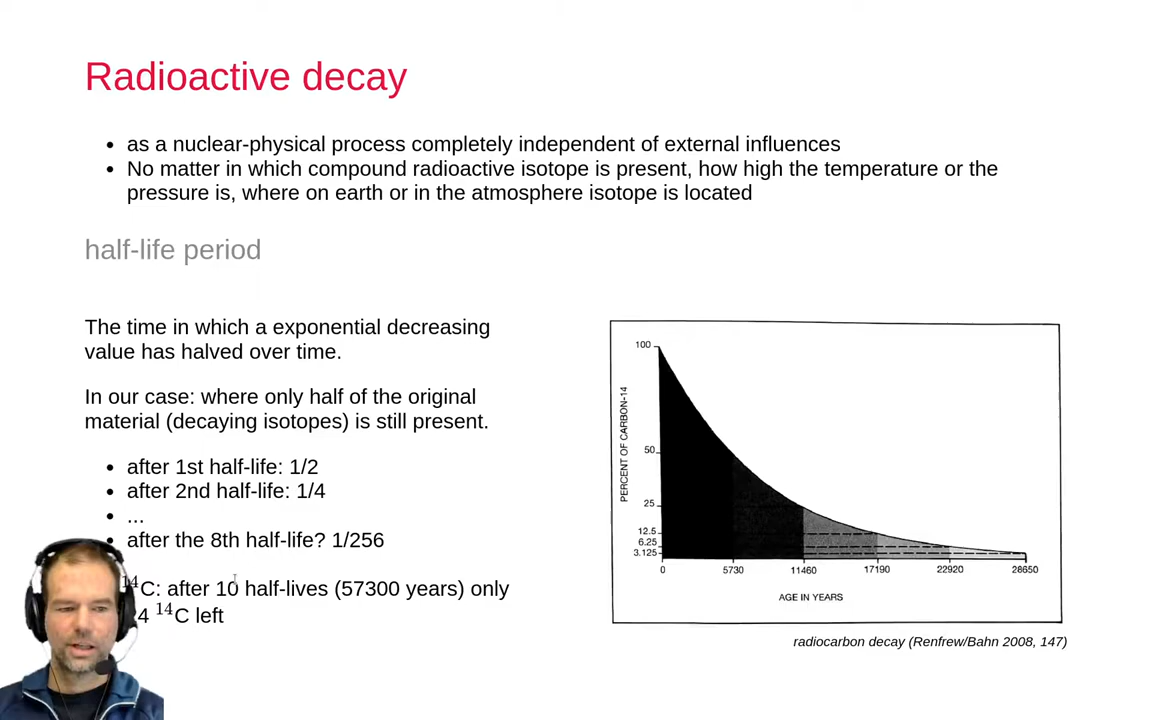 Radioactive decay
• as a nuclear-physical process completely independent of external influences
• No matter in which compound radioactive isotope is present, how high the temperature or the
pressure is, where on earth or in the atmosphere isotope is located
half-life period
The time in which a exponential decreasing
value has halved over time.
In our case: where only half of the original
material (decaying isotopes) is still present.
• after 1st half-life: 1/2
• after 2nd half-life: 1/4
• ...
• after the 8th half-life? 1/256
¹⁴C: after 10 half-lives (57300 years) only
4 ¹⁴C left
PERCENT OF CARBON-14
100
50
25
12.5
6.25
3.125
0 5730 11460 17190 22920 28650
AGE IN YEARS
radiocarbon decay (Renfrew/Bahn 2008, 147)